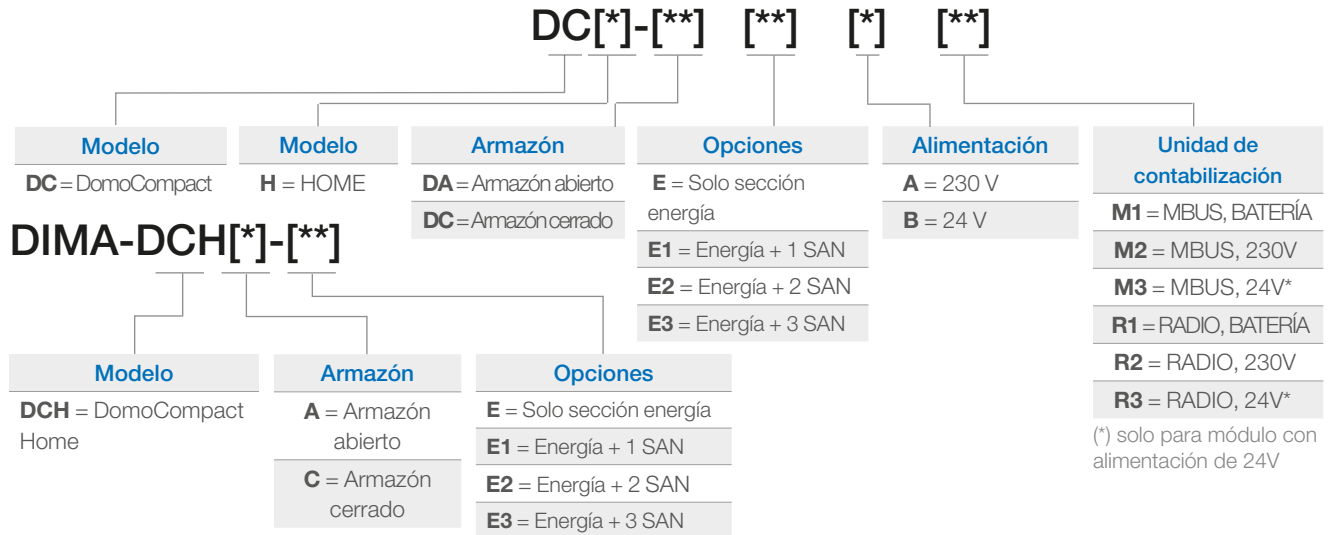 DC[*]-[**] [**] [*] [**]
Modelo
DC = DomoCompact
Modelo
H = HOME
Armazón
DA = Armazón abierto
DC = Armazón cerrado
Opciones
E = Solo sección
energía
E1 = Energía + 1 SAN
E2 = Energía + 2 SAN
E3 = Energía + 3 SAN
Alimentación
A = 230 V
B = 24 V
Unidad de
contabilización
M1 = MBUS, BATERÍA
M2 = MBUS, 230V
M3 = MBUS, 24V*
R1 = RADIO, BATERÍA
R2 = RADIO, 230V
R3 = RADIO, 24V*
(*) solo para módulo con
alimentación de 24V
DIMA-DCH[*]-[**]
Modelo
DCH = DomoCompact
Home
Armazón
A = Armazón
abierto
C = Armazón
cerrado
Opciones
E = Solo sección energía
E1 = Energía + 1 SAN
E2 = Energía + 2 SAN
E3 = Energía + 3 SAN